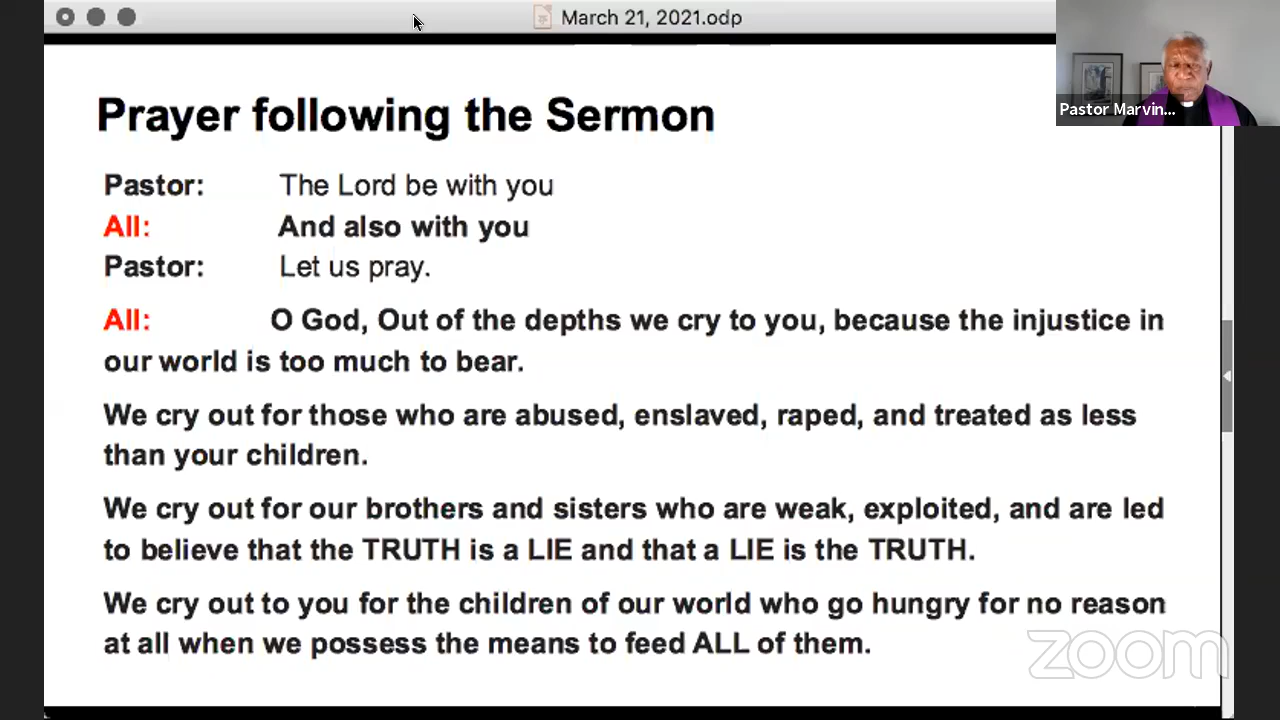 March 21, 2021.odp
Pastor Marvin...
Prayer following the Sermon
Pastor: The Lord be with you
All: And also with you
Pastor: Let us pray.
All: O God, Out of the depths we cry to you, because the injustice in
our world is too much to bear.
We cry out for those who are abused, enslaved, raped, and treated as less
than your children.
We cry out for our brothers and sisters who are weak, exploited, and are led
to believe that the TRUTH is a LIE and that a LIE is the TRUTH.
We cry out to you for the children of our world who go hungry for no reason
at all when we possess the means to feed ALL of them.
zoom